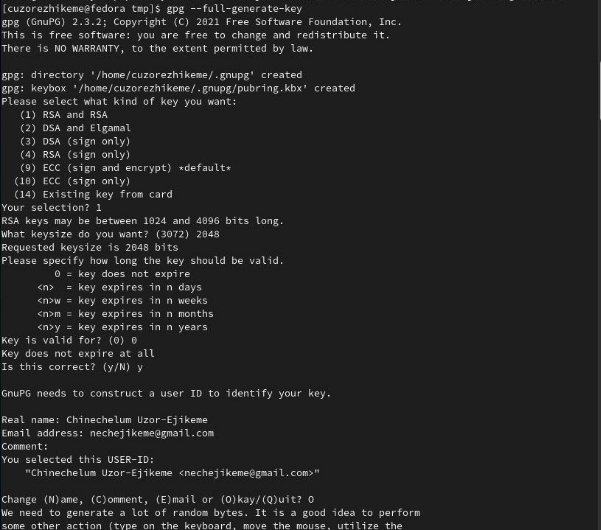 [cuzorezhikeme@fedora tmp]$ gpg --full-generate-key
gpg (GnuPG) 2.3.2; Copyright (C) 2021 Free Software Foundation, Inc.
This is free software: you are free to change and redistribute it.
There is NO WARRANTY, to the extent permitted by law.

gpg: directory '/home/cuzorezhikeme/.gnupg' created
gpg: keybox '/home/cuzorezhikeme/.gnupg/pubring.kbx' created
Please select what kind of key you want:
   (1) RSA and RSA
   (2) DSA and Elgamal
   (3) DSA (sign only)
   (4) RSA (sign only)
   (9) ECC (sign and encrypt) *default*
  (10) ECC (sign only)
  (14) Existing key from card
Your selection? 1
RSA keys may be between 1024 and 4096 bits long.
What keysize do you want? (3072) 2048
Requested keysize is 2048 bits
Please specify how long the key should be valid.
         0 = key does not expire
      <n>  = key expires in n days
      <n>w = key expires in n weeks
      <n>m = key expires in n months
      <n>y = key expires in n years
Key is valid for? (0) 0
Key does not expire at all
Is this correct? (y/N) y

GnuPG needs to construct a user ID to identify your key.

Real name: Chinechelum Uzor-Ejikeme
Email address: nechejikeme@gmail.com
Comment:
You selected this USER-ID:
    "Chinechelum Uzor-Ejikeme <nechejikeme@gmail.com>"

Change (N)ame, (C)omment, (E)mail or (O)kay/(Q)uit? O
We need to generate a lot of random bytes. It is a good idea to perform
some other action (type on the keyboard, move the mouse, utilize the